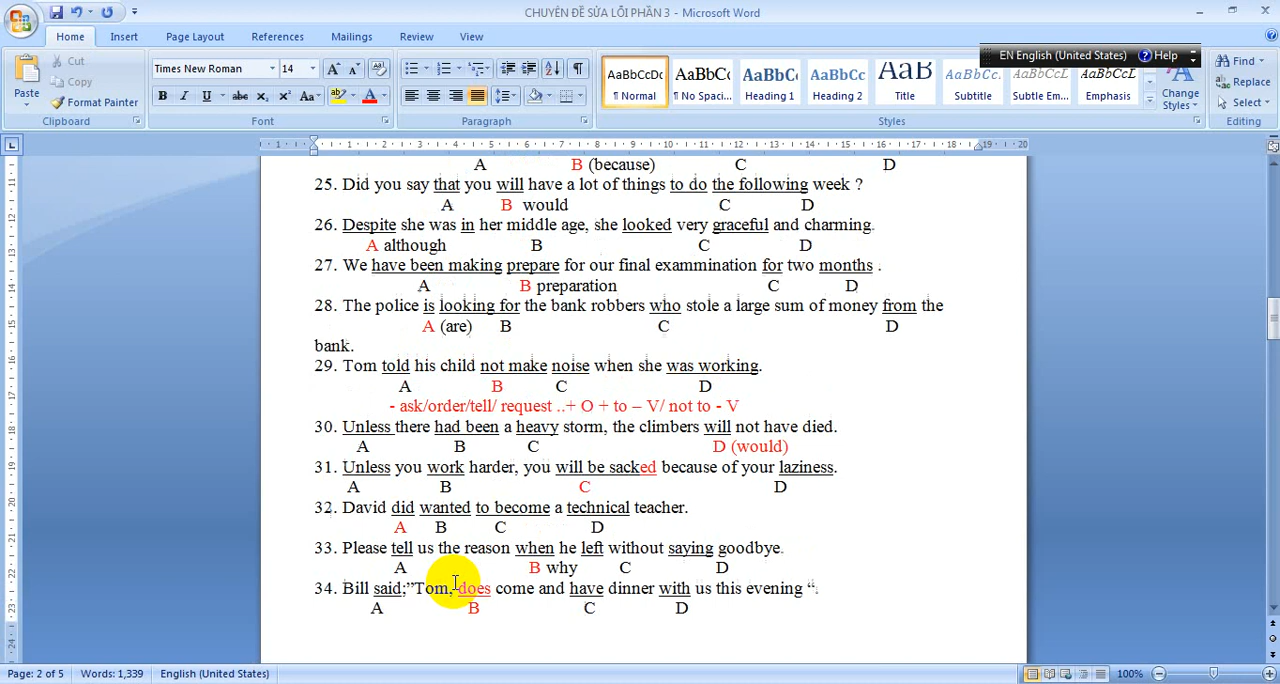 CHUYÊN ĐỀ SỬA LỖI PHẦN 3 - Microsoft Word
Home Insert Page Layout References Mailings Review View
EN English (United States) Help
Paste Cut Copy Format Painter
Clipboard
Times New Roman 14
B I U abc X₂ X² Aa
Font
Paragraph
AaBbCcDc AaBbCcDc AaBbC AaBbCc AaB AaBbCc. AaBbCcL AaBbCcL
¶ Normal ¶ No Spaci... Heading 1 Heading 2 Title Subtitle Subtle Em... Emphasis
Change Styles
Styles
Find Replace Select
Editing
A B (because) C D
25. Did you say that you will have a lot of things to do the following week ?
A B would C D
26. Despite she was in her middle age, she looked very graceful and charming.
A although B C D
27. We have been making prepare for our final exammination for two months .
A B preparation C D
28. The police is looking for the bank robbers who stole a large sum of money from the
A (are) B C D
bank.
29. Tom told his child not make noise when she was working.
A B C D
- ask/order/tell/ request ..+ O + to – V/ not to - V
30. Unless there had been a heavy storm, the climbers will not have died.
A B C D (would)
31. Unless you work harder, you will be sacked because of your laziness.
A B C D
32. David did wanted to become a technical teacher.
A B C D
33. Please tell us the reason when he left without saying goodbye.
A B why C D
34. Bill said;”Tom, does come and have dinner with us this evening “.
A B C D
Page: 2 of 5 Words: 1,339 English (United States) 100%